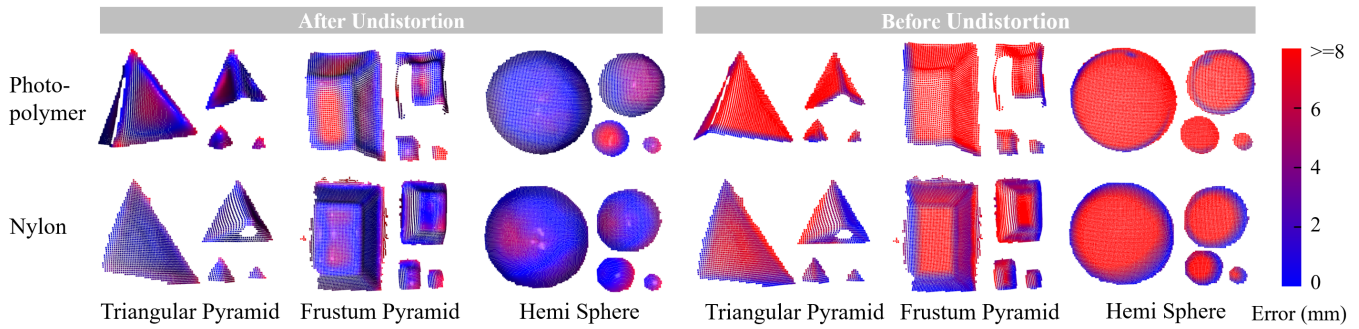 After Undistortion
Before Undistortion
Photo-
polymer
Nylon
Triangular Pyramid
Frustum Pyramid
Hemi Sphere
Triangular Pyramid
Frustum Pyramid
Hemi Sphere
>=8
6
4
2
0
Error (mm)